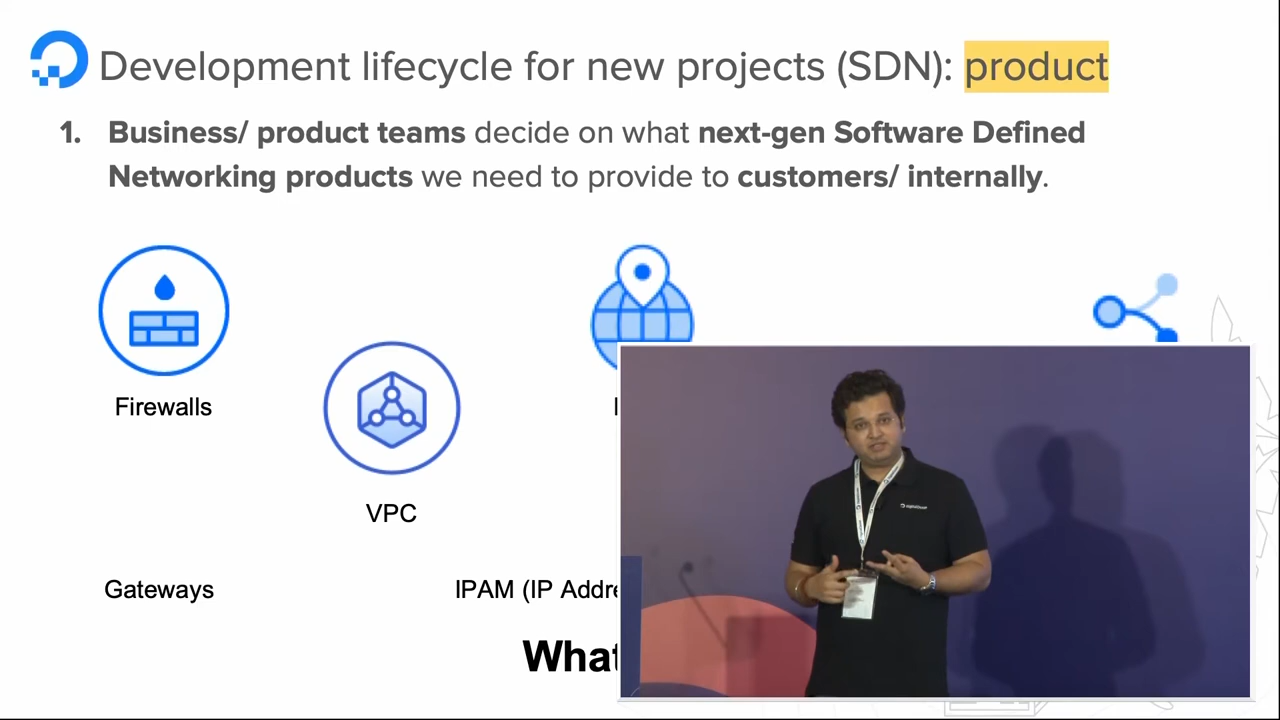 Development lifecycle for new projects (SDN): product
1. Business/ product teams decide on what next-gen Software Defined
Networking products we need to provide to customers/ internally.
Firewalls
VPC
Gateways
IPAM (IP Addre
What